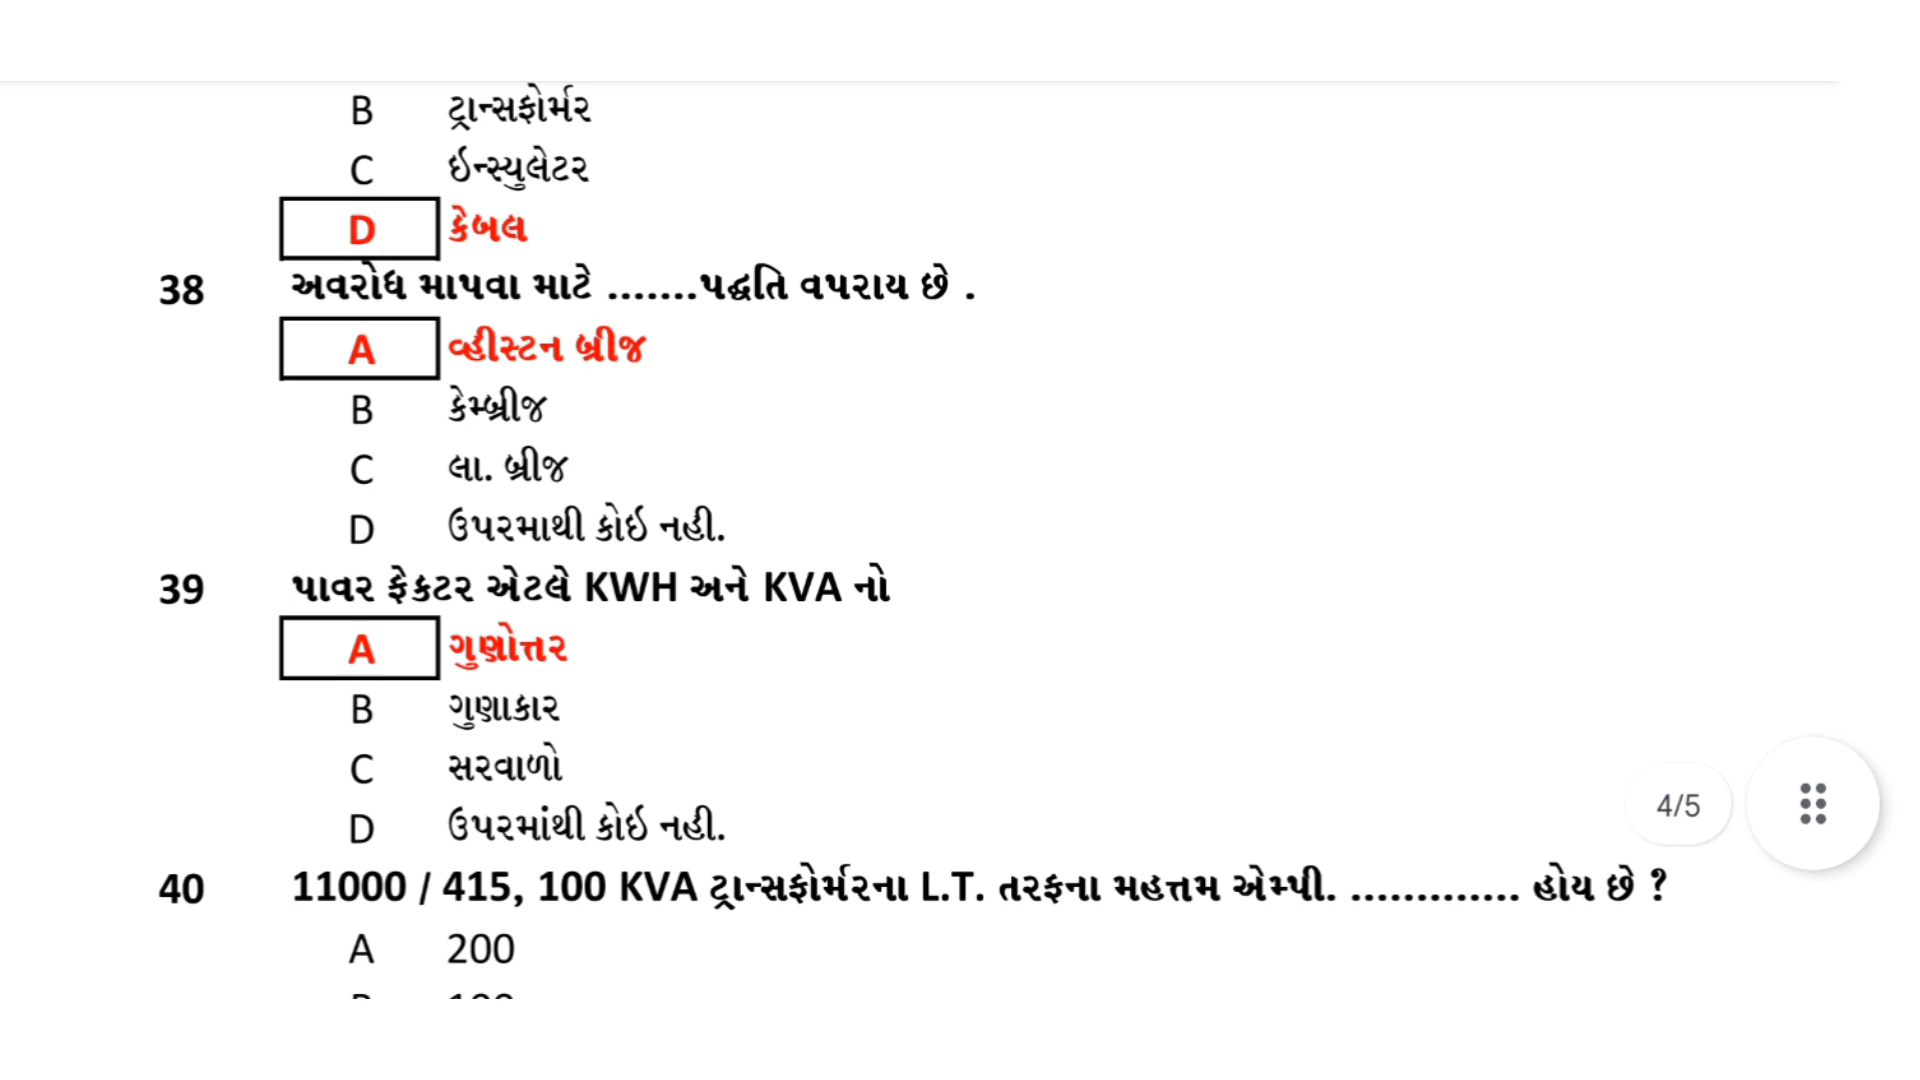 B ટ્રાન્સફોર્મર
C ઇન્સ્યુલેટર
D કેબલ
38 અવરોધ માપવા માટે .......પદ્ધતિ વપરાય છે .
A વ્હીસ્ટન બ્રીજ
B કેમ્બ્રીજ
C લા. બ્રીજ
D ઉપરમાથી કોઇ નહી.
39 પાવર ફેકટર એટલે KWH અને KVA નો
A ગુણોત્તર
B ગુણાકાર
C સરવાળો
D ઉપરમાંથી કોઇ નહી.
4/5
40 11000 / 415, 100 KVA ટ્રાન્સફોર્મરના L.T. તરફના મહત્તમ એમ્પી. ............. હોય છે ?
A 200